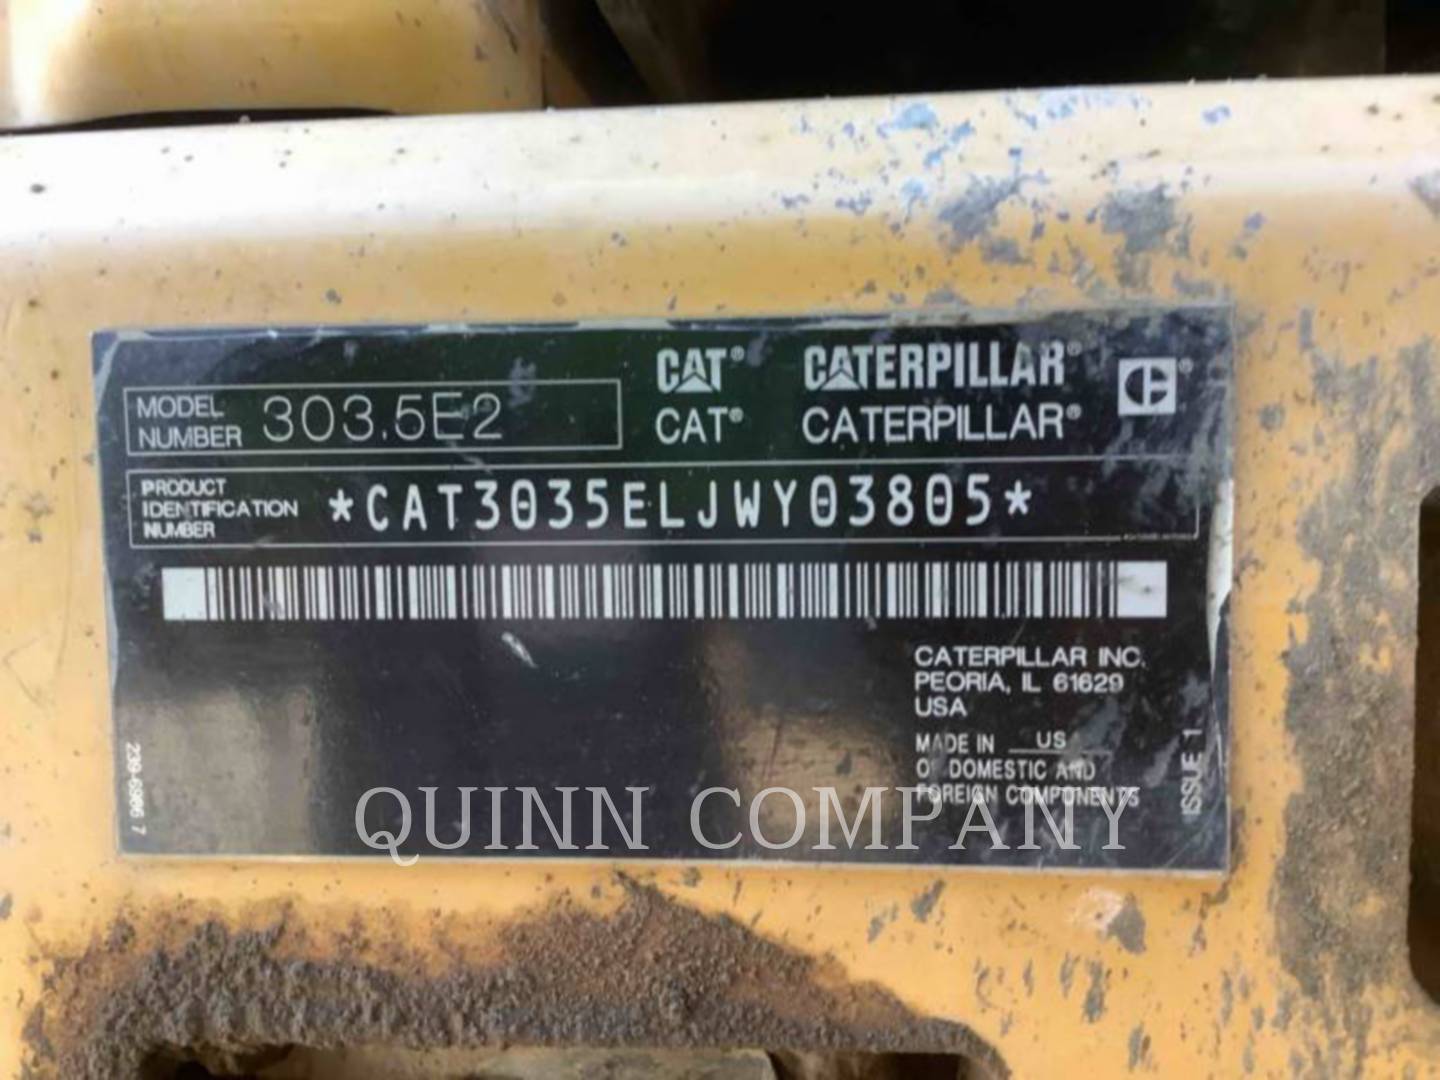 CAT® CATERPILLAR®
MODEL NUMBER 303.5E2
CAT® CATERPILLAR®
PRODUCT IDENTIFICATION NUMBER *CAT3035ELJWY03805*
CATERPILLAR INC.
PEORIA, IL 61629
USA
MADE IN USA
OF DOMESTIC AND
FOREIGN COMPONENTS
ISSUE 1
QUINN COMPANY